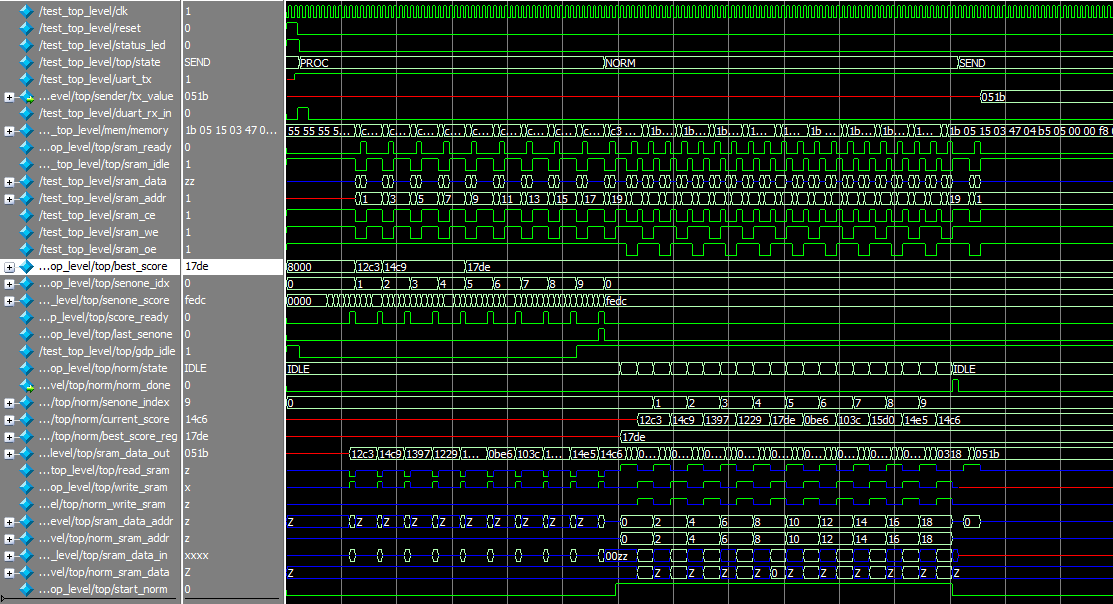 /test_top_level/clk 1
/test_top_level/reset 0
/test_top_level/status_led 0
/test_top_level/top/state SEND PROC NORM SEND
/test_top_level/uart_tx 1
...evel/top/sender/tx_value 051b 051b
/test_top_level/duart_rx_in 0
..._top_level/mem/memory 1b 05 15 03 47 0... 55 55 55 5... c... c... c... c... c... c... c... c... c... c3 1b... 1b... 1b... 1... 1... 1b... 1b... 1b... 1... 1b 05 15 03 47 04 b5 05 00 00 f8
...op_level/top/sram_ready 0
..._top_level/top/sram_idle 1
/test_top_level/sram_data zz
/test_top_level/sram_addr 1 1 3 5 7 9 11 13 15 17 19 19 1
/test_top_level/sram_ce 1
/test_top_level/sram_we 1
/test_top_level/sram_oe 1
...op_level/top/best_score 17de 8000 12c3 14c9 17de
...op_level/top/senone_idx 0 0 1 2 3 4 5 6 7 8 9 0
..._level/top/senone_score fedc 0000 fedc
...p_level/top/score_ready 0
...op_level/top/last_senone 0
/test_top_level/top/gdp_idle 1
...op_level/top/norm/state IDLE IDLE IDLE
...vel/top/norm/norm_done 0
.../top/norm/senone_index 9 0 1 2 3 4 5 6 7 8 9
.../top/norm/current_score 14c6 12c3 14c9 1397 1229 17de 0be6 103c 15d0 14e5 14c6
.../top/norm/best_score_reg 17de 17de
...level/top/sram_data_out 051b 12c3 14c9 1397 1229 1... 0be6 103c 1... 14e5 14c6 0... 0... 0... 0... 0... 0... 0... 0... 0318 051b
...top_level/top/read_sram z
...op_level/top/write_sram x
...el/top/norm_write_sram z
...evel/top/sram_data_addr z Z Z Z Z Z Z Z Z Z Z 0 2 4 6 8 10 12 14 16 18 0
...vel/top/norm_sram_addr z 0 2 4 6 8 10 12 14 16 18
..._level/top/sram_data_in xxxx 00zz
...vel/top/norm_sram_data Z Z Z Z Z Z 0 Z Z Z Z Z
...op_level/top/start_norm 0